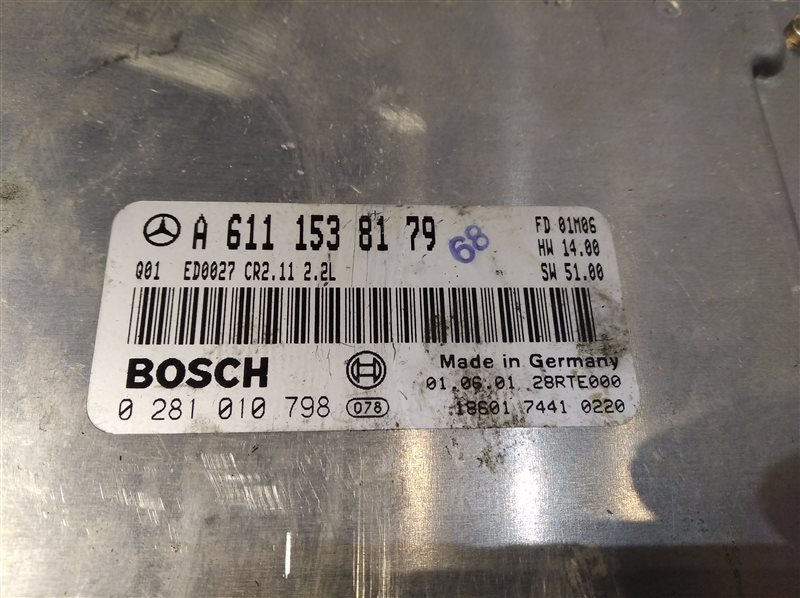 A 611 153 81 79
68
FD 01M06
HW 14.00
Q01 ED0027 CR2.11 2.2L
SW 51.00
BOSCH
Made in Germany
01.06.01 28RTE000
0 281 010 798 078
18601 7441 0220